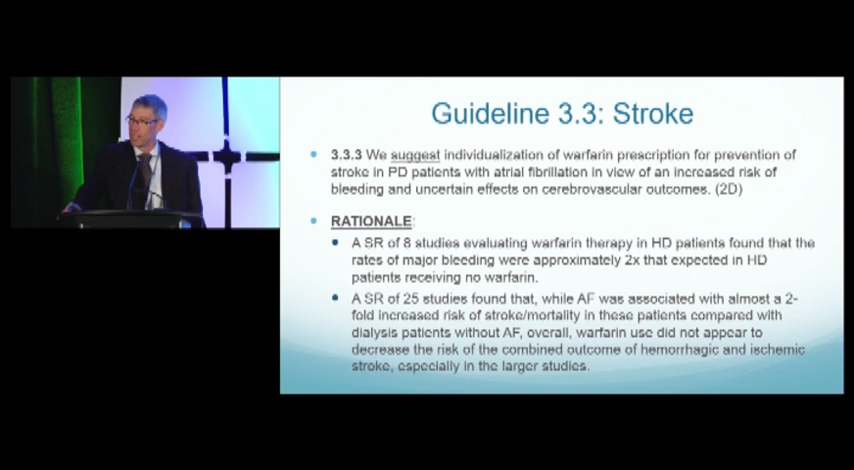 Guideline 3.3: Stroke
3.3.3 We suggest individualization of warfarin prescription for prevention of
stroke in PD patients with atrial fibrillation in view of an increased risk of
bleeding and uncertain effects on cerebrovascular outcomes. (2D)
RATIONALE:
A SR of 8 studies evaluating warfarin therapy in HD patients found that the
rates of major bleeding were approximately 2x that expected in HD
patients receiving no warfarin.
A SR of 25 studies found that, while AF was associated with almost a 2-
fold increased risk of stroke/mortality in these patients compared with
dialysis patients without AF, overall, warfarin use did not appear to
decrease the risk of the combined outcome of hemorrhagic and ischemic
stroke, especially in the larger studies.